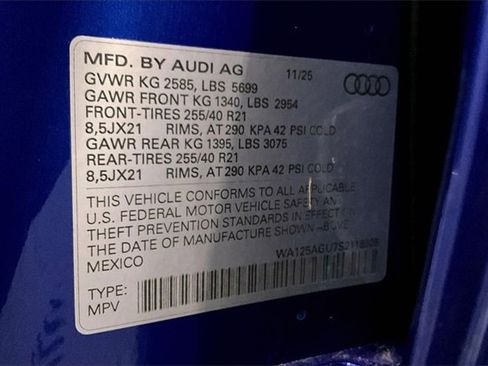 MFD. BY AUDI AG 11/25
GVWR KG 2585, LBS 5699
GAWR FRONT KG 1340, LBS 2954
FRONT-TIRES 255/40 R21
8,5JX21 RIMS, AT 290 KPA 42 PSI COLD
GAWR REAR KG 1395, LBS 3075
REAR-TIRES 255/40 R21
8,5JX21 RIMS, AT 290 KPA 42 PSI COLD
THIS VEHICLE CONFORMS TO ALL APPLICABLE
U.S. FEDERAL MOTOR VEHICLE SAFETY AND
THEFT PREVENTION STANDARDS IN EFFECT ON
THE DATE OF MANUFACTURE SHOWN ABOVE
MEXICO
TYPE:
MPV